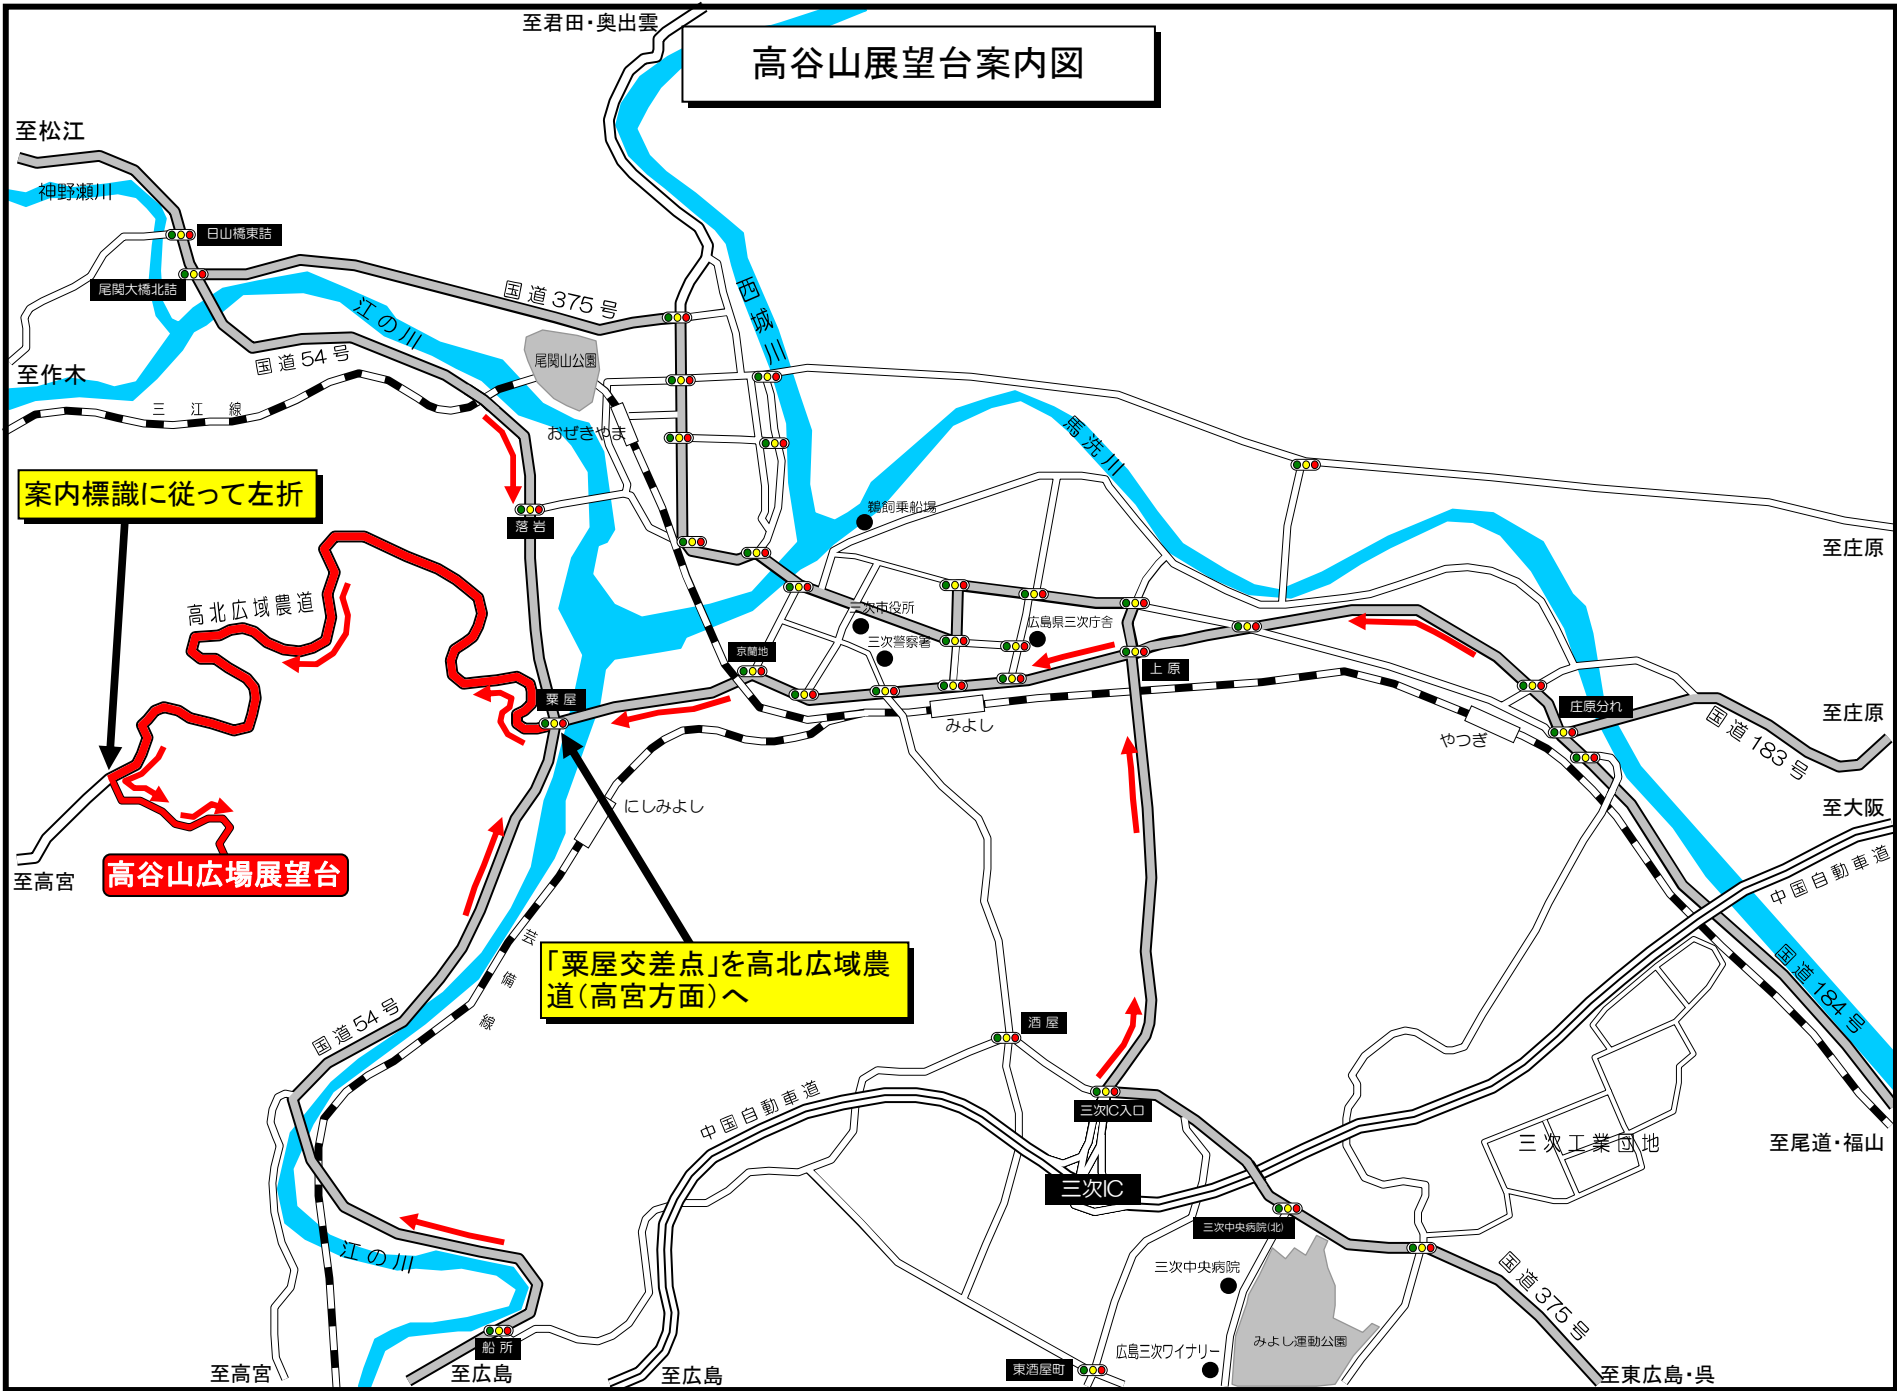 至君田・奥出雲
高谷山展望台案内図
至松江
神野瀬川
日山橋東詰
尾関大橋北詰
国道375号
西城川
江の川
国道54号
尾関山公園
至作木
三江線
おぜきやま
馬洗川
案内標識に従って左折
鵜飼乗船場
落岩
至庄原
高北広域農道
三次市役所
広島県三次庁舎
三次警察署
京蘭地
上原
粟屋
庄原分れ
至庄原
みよし
やつぎ
国道183号
にしみよし
至大阪
中国自動車道
高谷山広場展望台
至高宮
芸備線
「粟屋交差点」を高北広域農
道(高宮方面)へ
国道184号
国道54号
酒屋
三次IC入口
中国自動車道
三次工業団地
至尾道・福山
三次IC
三次中央病院(北)
江の川
三次中央病院
国道375号
みよし運動公園
船所
広島三次ワイナリー
東酒屋町
至高宮
至広島
至広島
至東広島・呉